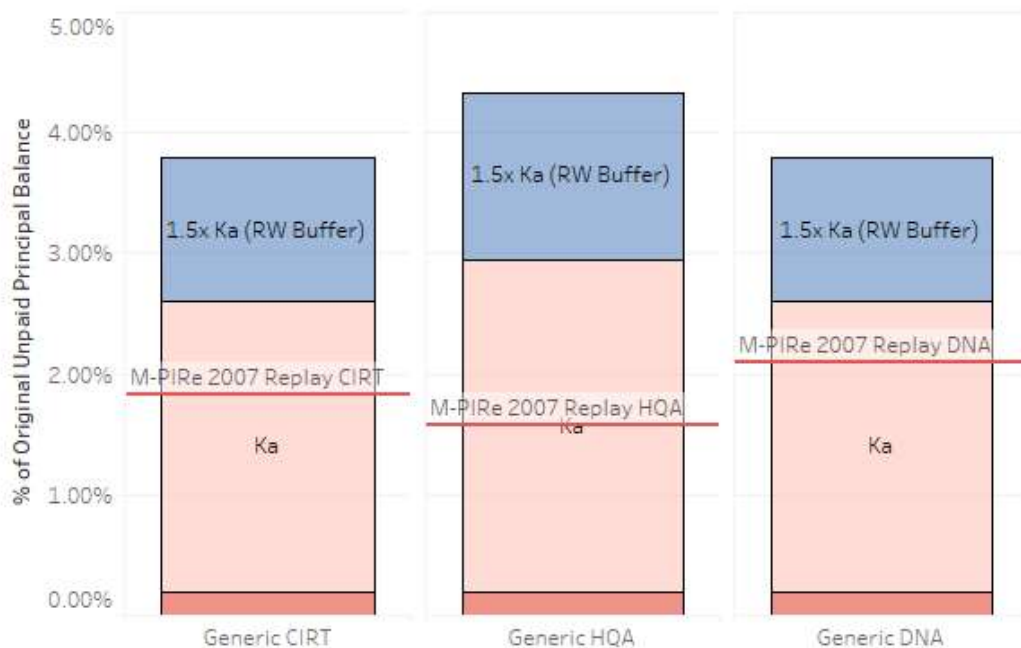 % of Original Unpaid Principal Balance
5.00%
4.00%
3.00%
2.00%
1.00%
0.00%
1.5x Ka (RW Buffer)
M-PIRe 2007 Replay CIRT
Ka
Generic CIRT
1.5x Ka (RW Buffer)
M-PIRe 2007 Replay HQA
Ka
Generic HQA
1.5x Ka (RW Buffer)
M-PIRe 2007 Replay DNA
Ka
Generic DNA